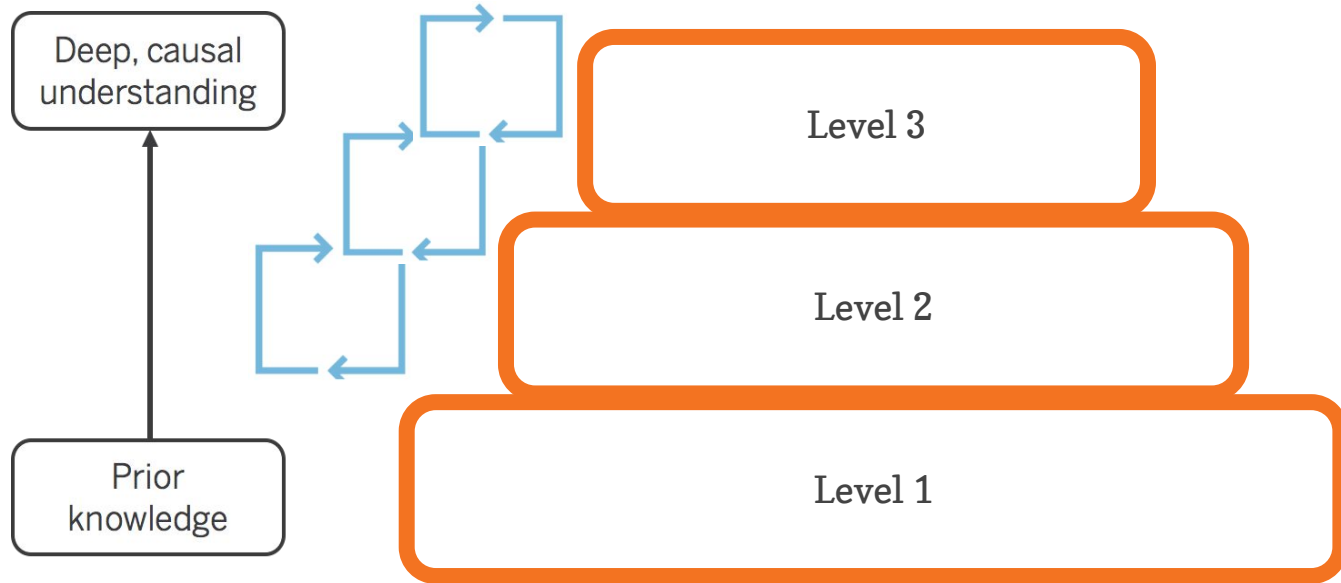 Deep, causal
understanding
Level 3
Level 2
Prior
knowledge
Level 1